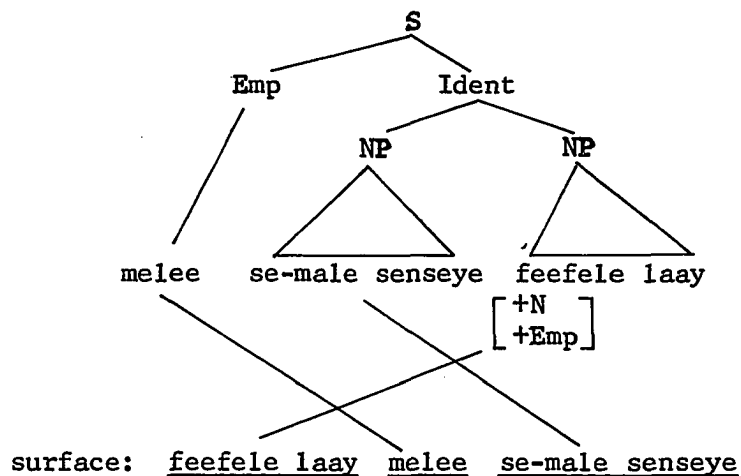 S
Emp Ident
NP NP
melee se-male senseye feefele laay
[+N
+Emp]
surface: feefele laay melee se-male senseye